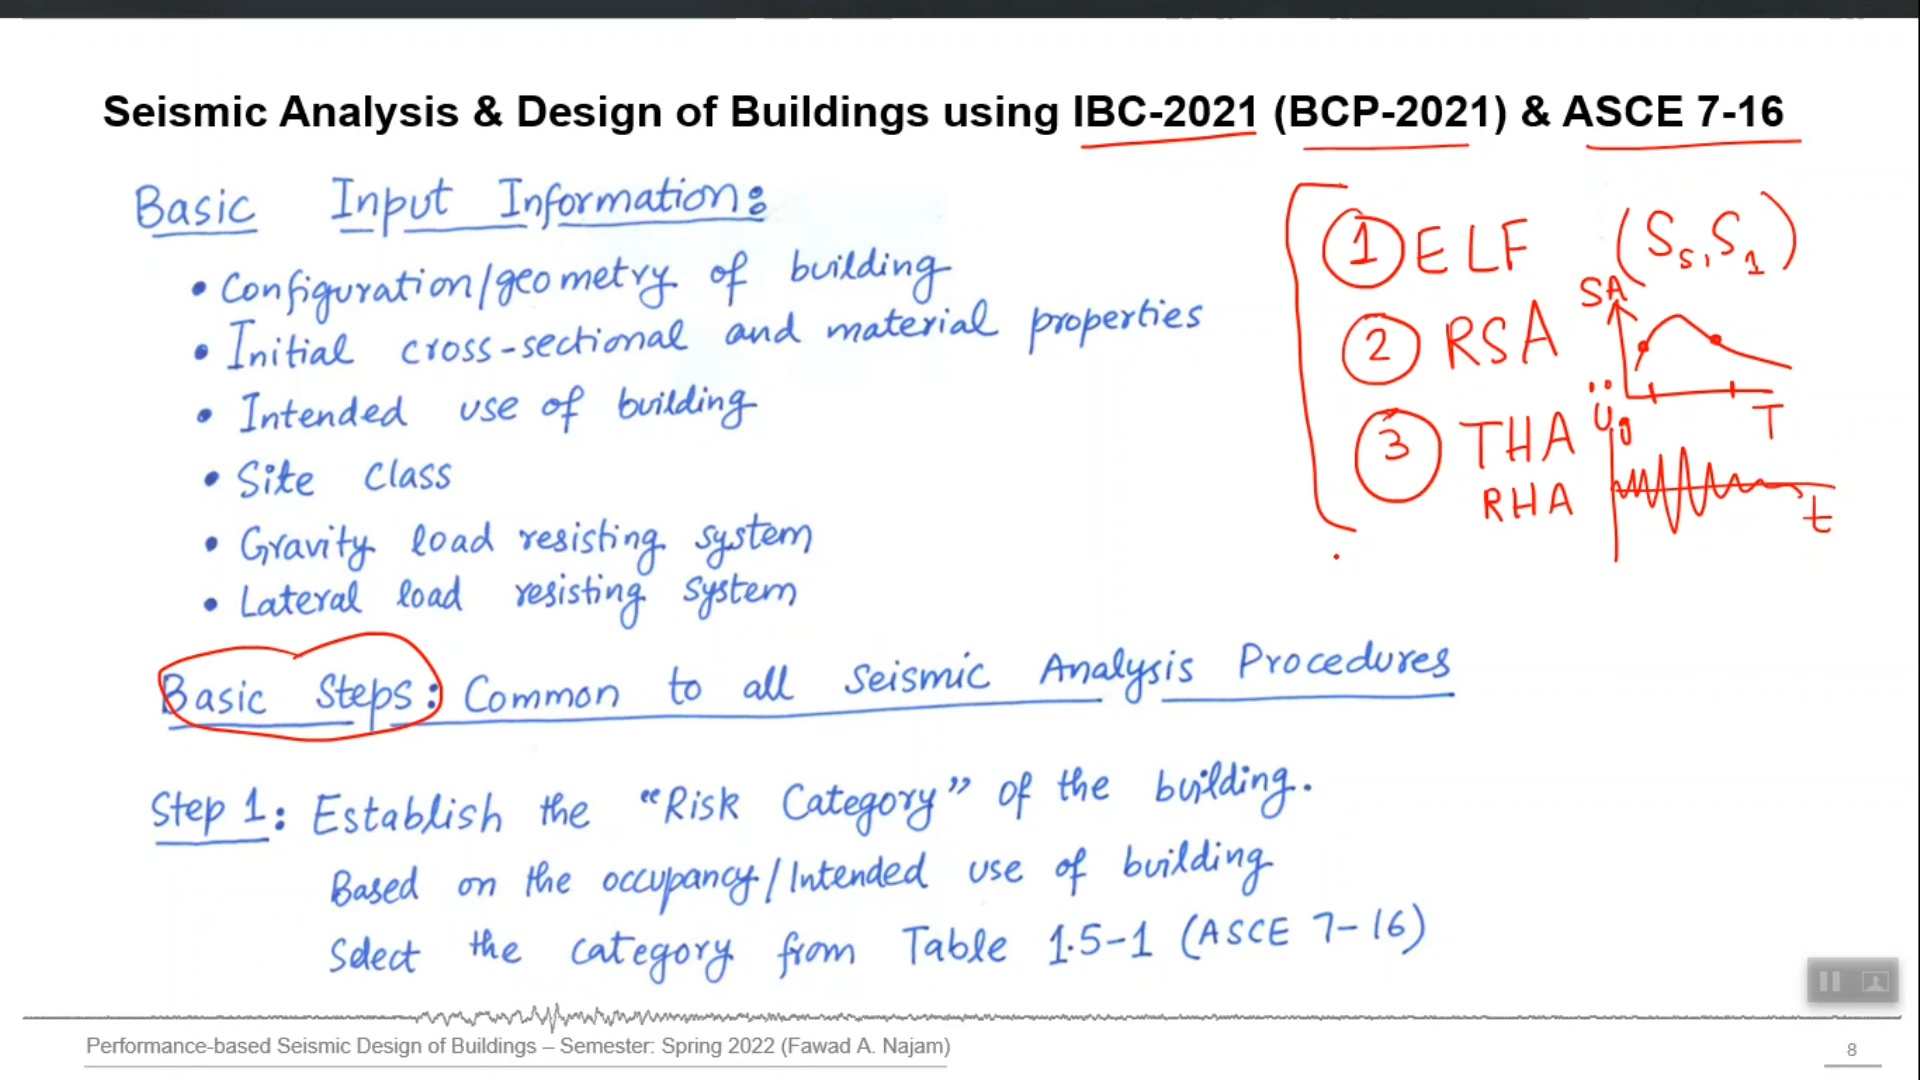 Seismic Analysis & Design of Buildings using IBC-2021 (BCP-2021) & ASCE 7-16
Basic Input Information:
• Configuration/geometry of building
• Initial cross-sectional and material properties
• Intended use of building
• Site Class
• Gravity load resisting system
• Lateral load resisting system
1 ELF (Ss, S1)
SA
2 RSA
T
3 THA üg
RHA
t
Basic Steps: Common to all Seismic Analysis Procedures
Step 1: Establish the “Risk Category” of the building.
Based on the occupancy/Intended use of building
Select the category from Table 1.5-1 (ASCE 7-16)
Performance-based Seismic Design of Buildings – Semester: Spring 2022 (Fawad A. Najam)
8